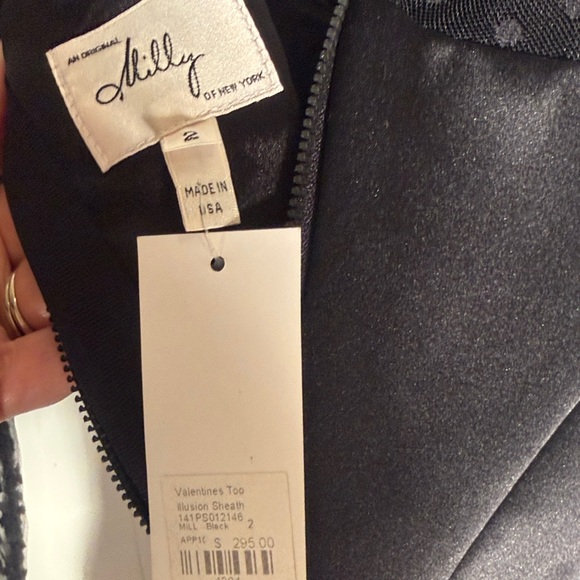 AN ORIGINAL
Milly
OF NEW YORK
2
MADE IN
USA
Valentines Too
Illusion Sheath
141PS012146
MILL Black 2
$ 295.00